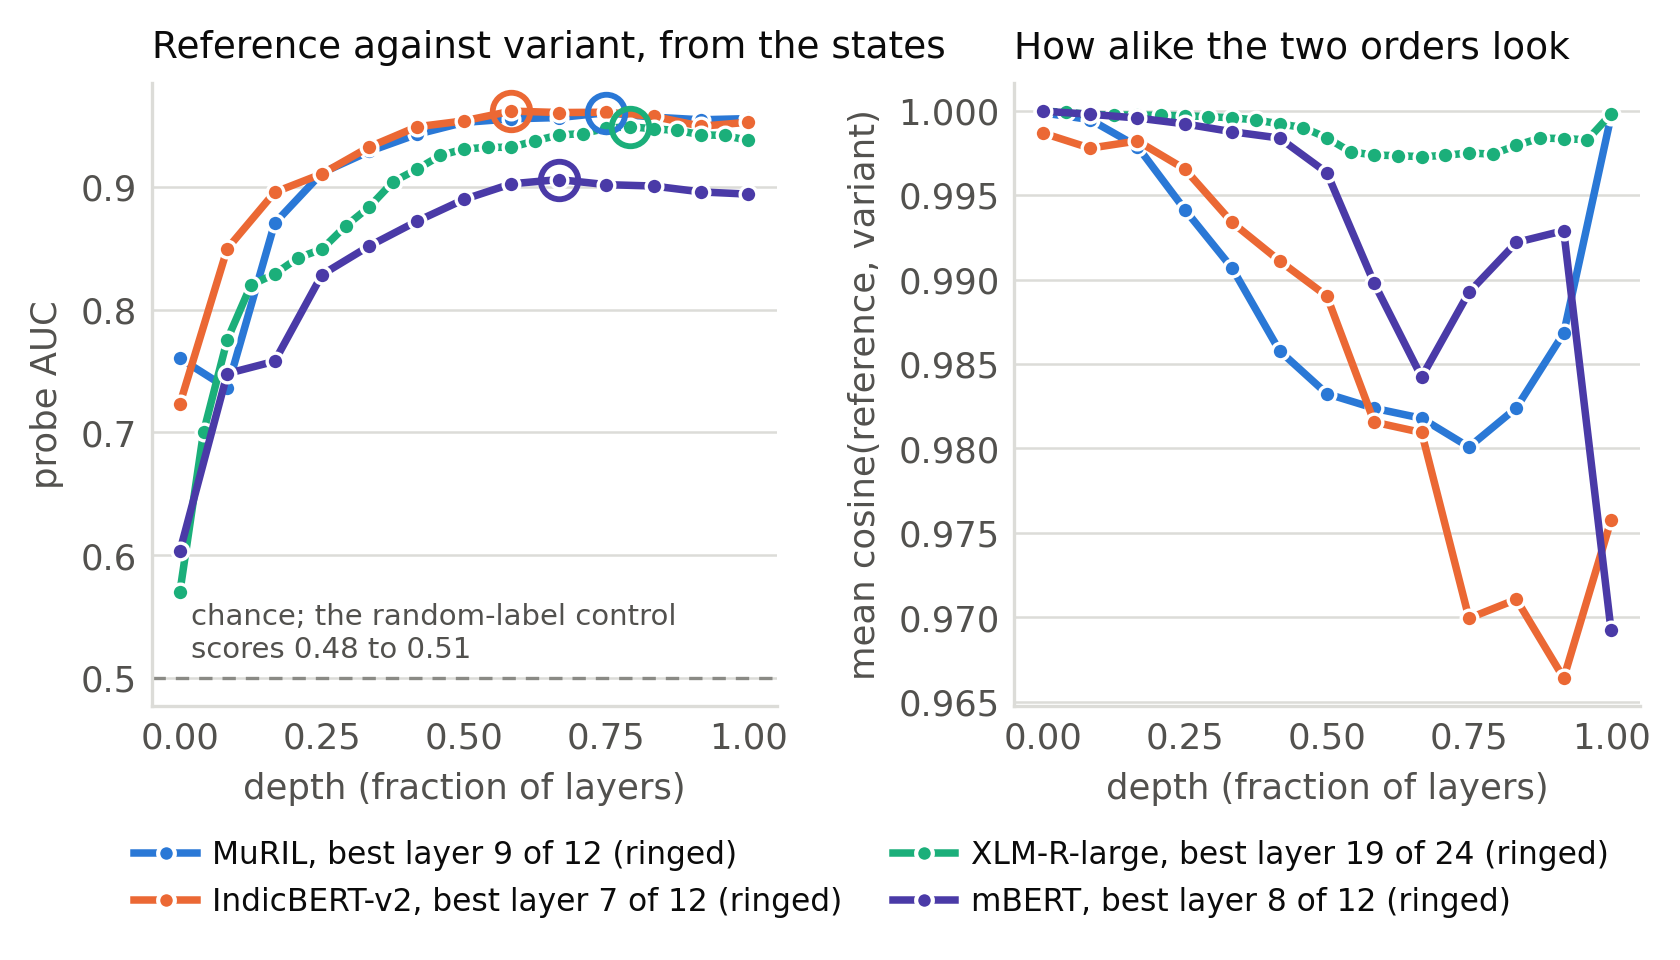 Reference against variant, from the states
probe AUC
0.9
0.8
0.7
0.6
0.5
chance; the random-label control
scores 0.48 to 0.51
0.00 0.25 0.50 0.75 1.00
depth (fraction of layers)
How alike the two orders look
mean cosine(reference, variant)
1.000
0.995
0.990
0.985
0.980
0.975
0.970
0.965
0.00 0.25 0.50 0.75 1.00
depth (fraction of layers)
MuRIL, best layer 9 of 12 (ringed)
IndicBERT-v2, best layer 7 of 12 (ringed)
XLM-R-large, best layer 19 of 24 (ringed)
mBERT, best layer 8 of 12 (ringed)